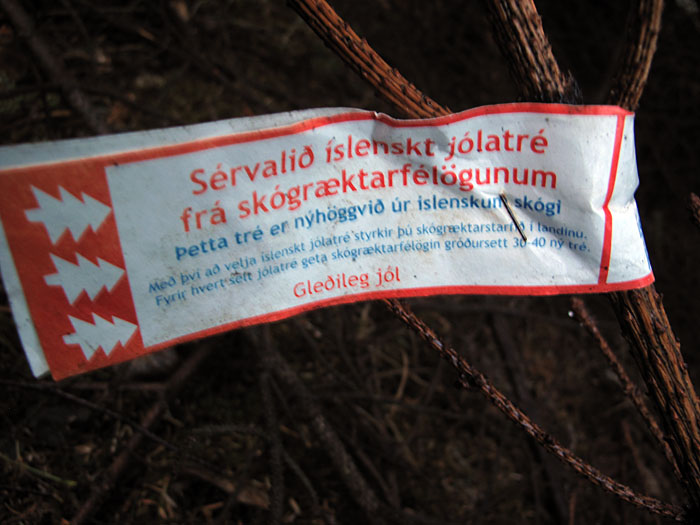 Sérvalið íslenskt jólatré
frá skógræktarfélögunum
Þetta tré er nýhöggvið úr íslenskum skógi
Með því að velja íslenskt jólatré styrkir þú skógræktarstarfið í landinu.
Fyrir hvert selt jólatré geta skógræktarfélögin gróðursett 30-40 ný tré.
Gleðileg jól